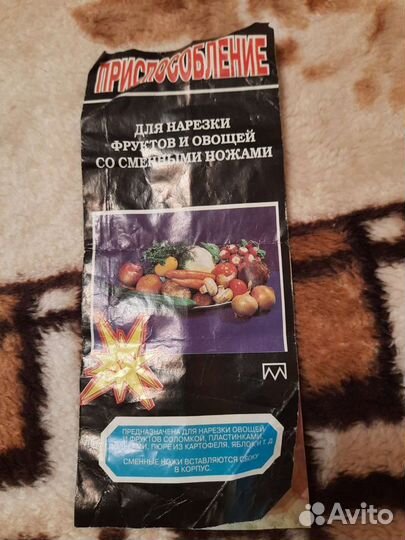 ПРИСПОСОБЛЕНИЕ
ДЛЯ НАРЕЗКИ
ФРУКТОВ И ОВОЩЕЙ
СО СМЕННЫМИ НОЖАМИ
ПРЕДНАЗНАЧЕНА ДЛЯ НАРЕЗКИ ОВОЩЕЙ
И ФРУКТОВ СОЛОМКОЙ, ПЛАСТИНКАМИ,
ПЮРЕ ИЗ КАРТОФЕЛЯ, ЯБЛОК И Т. Д.
СМЕННЫЕ НОЖИ ВСТАВЛЯЮТСЯ СБОКУ
В КОРПУС.
Avito